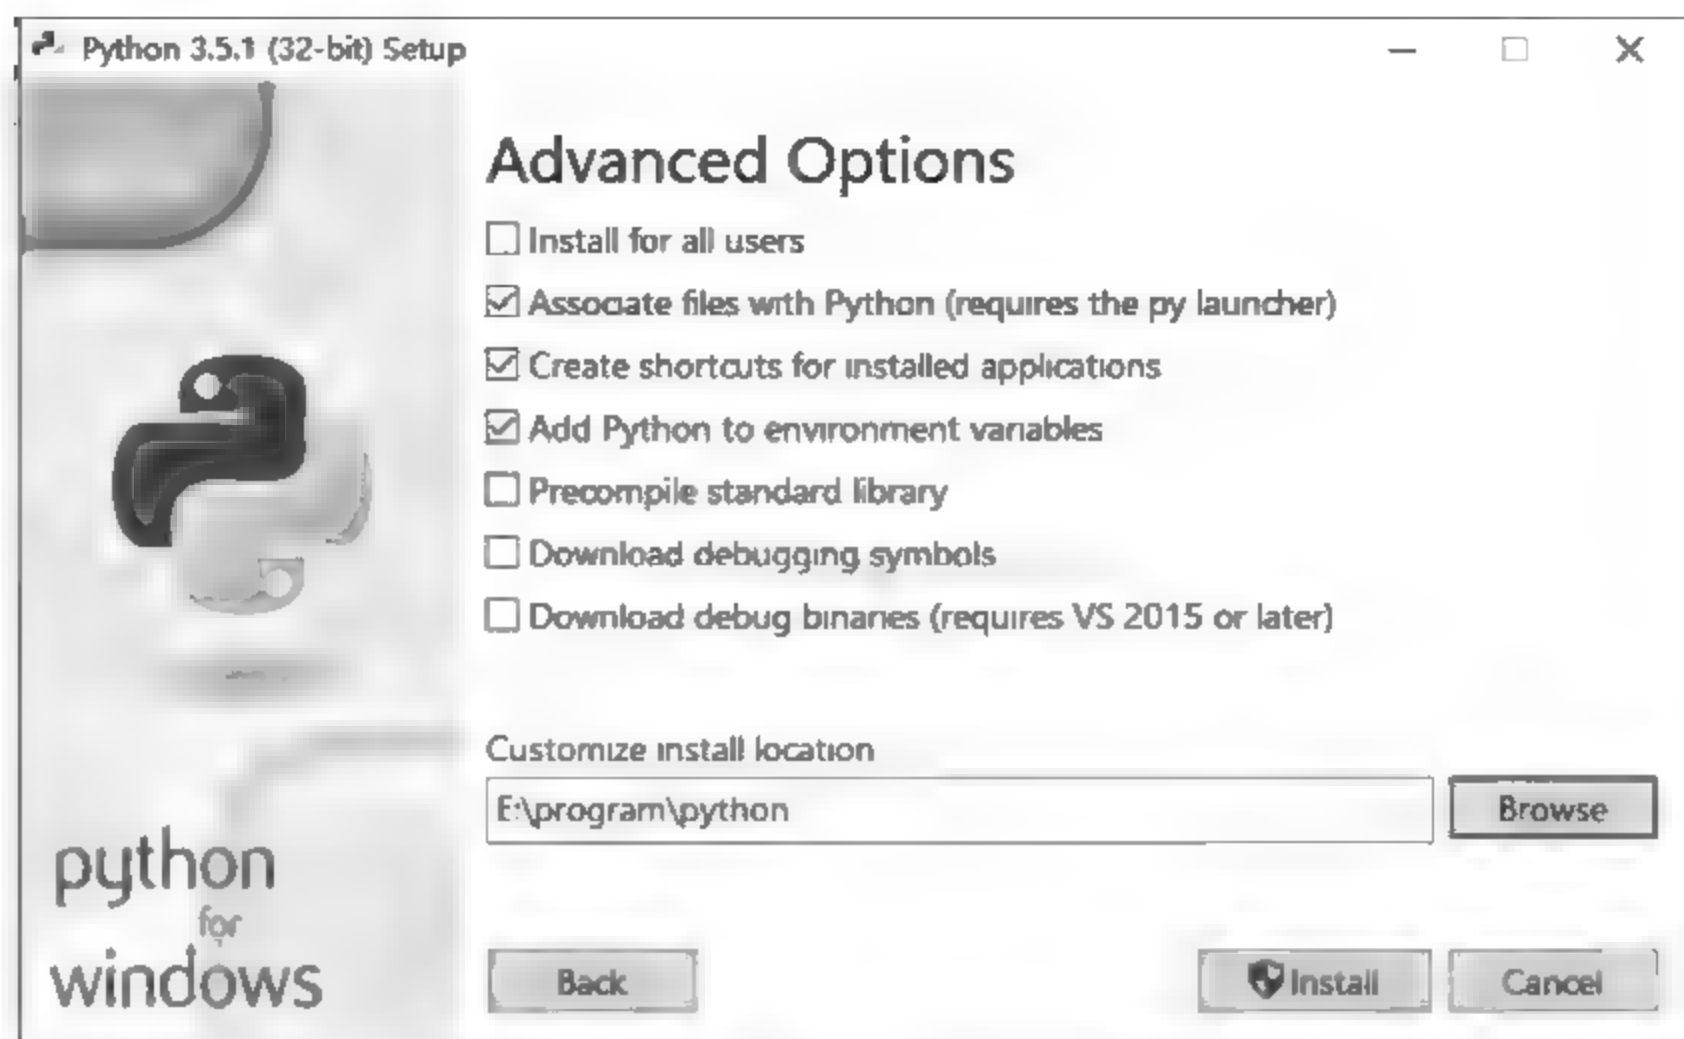 Python 3.5.1 (32-bit) Setup
Advanced Options
Install for all users
Associate files with Python (requires the py launcher)
Create shortcuts for installed applications
Add Python to environment variables
Precompile standard library
Download debugging symbols
Download debug binaries (requires VS 2015 or later)
Customize install location
E:\program\python
Browse
python
for
windows
Back
Install
Cancel